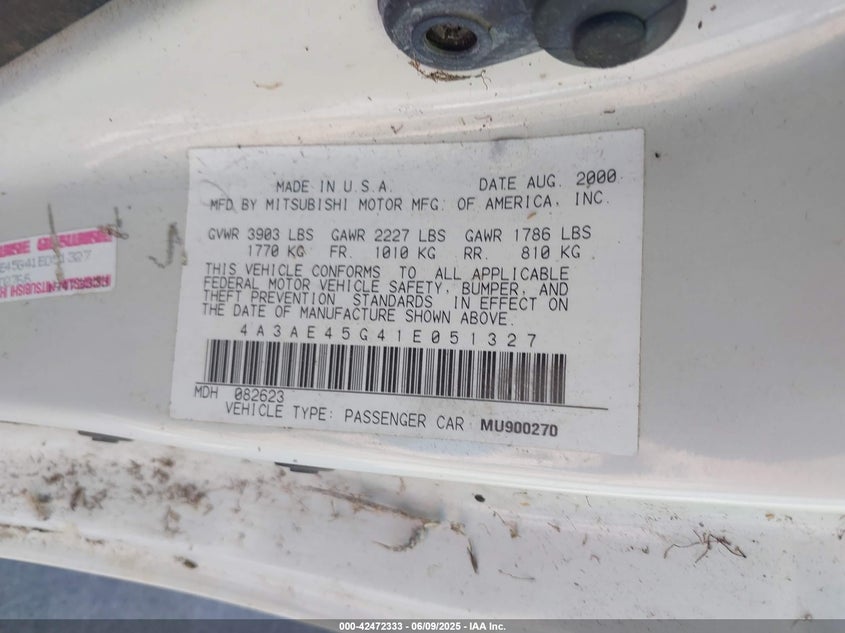 MADE IN U.S.A. DATE AUG. 2000
MFD BY MITSUBISHI MOTOR MFG. OF AMERICA, INC.
GVWR 3903 LBS GAWR 2227 LBS GAWR 1786 LBS
1770 KG FR. 1010 KG RR. 810 KG
THIS VEHICLE CONFORMS TO ALL APPLICABLE
FEDERAL MOTOR VEHICLE SAFETY, BUMPER, AND
THEFT PREVENTION STANDARDS IN EFFECT ON
THE DATE OF MANUFACTURE SHOWN ABOVE.
4A3AE45G41E051327
MDH 082623
VEHICLE TYPE: PASSENGER CAR MU900270
000-42472333 / 06/09/2025 - IAA Inc.